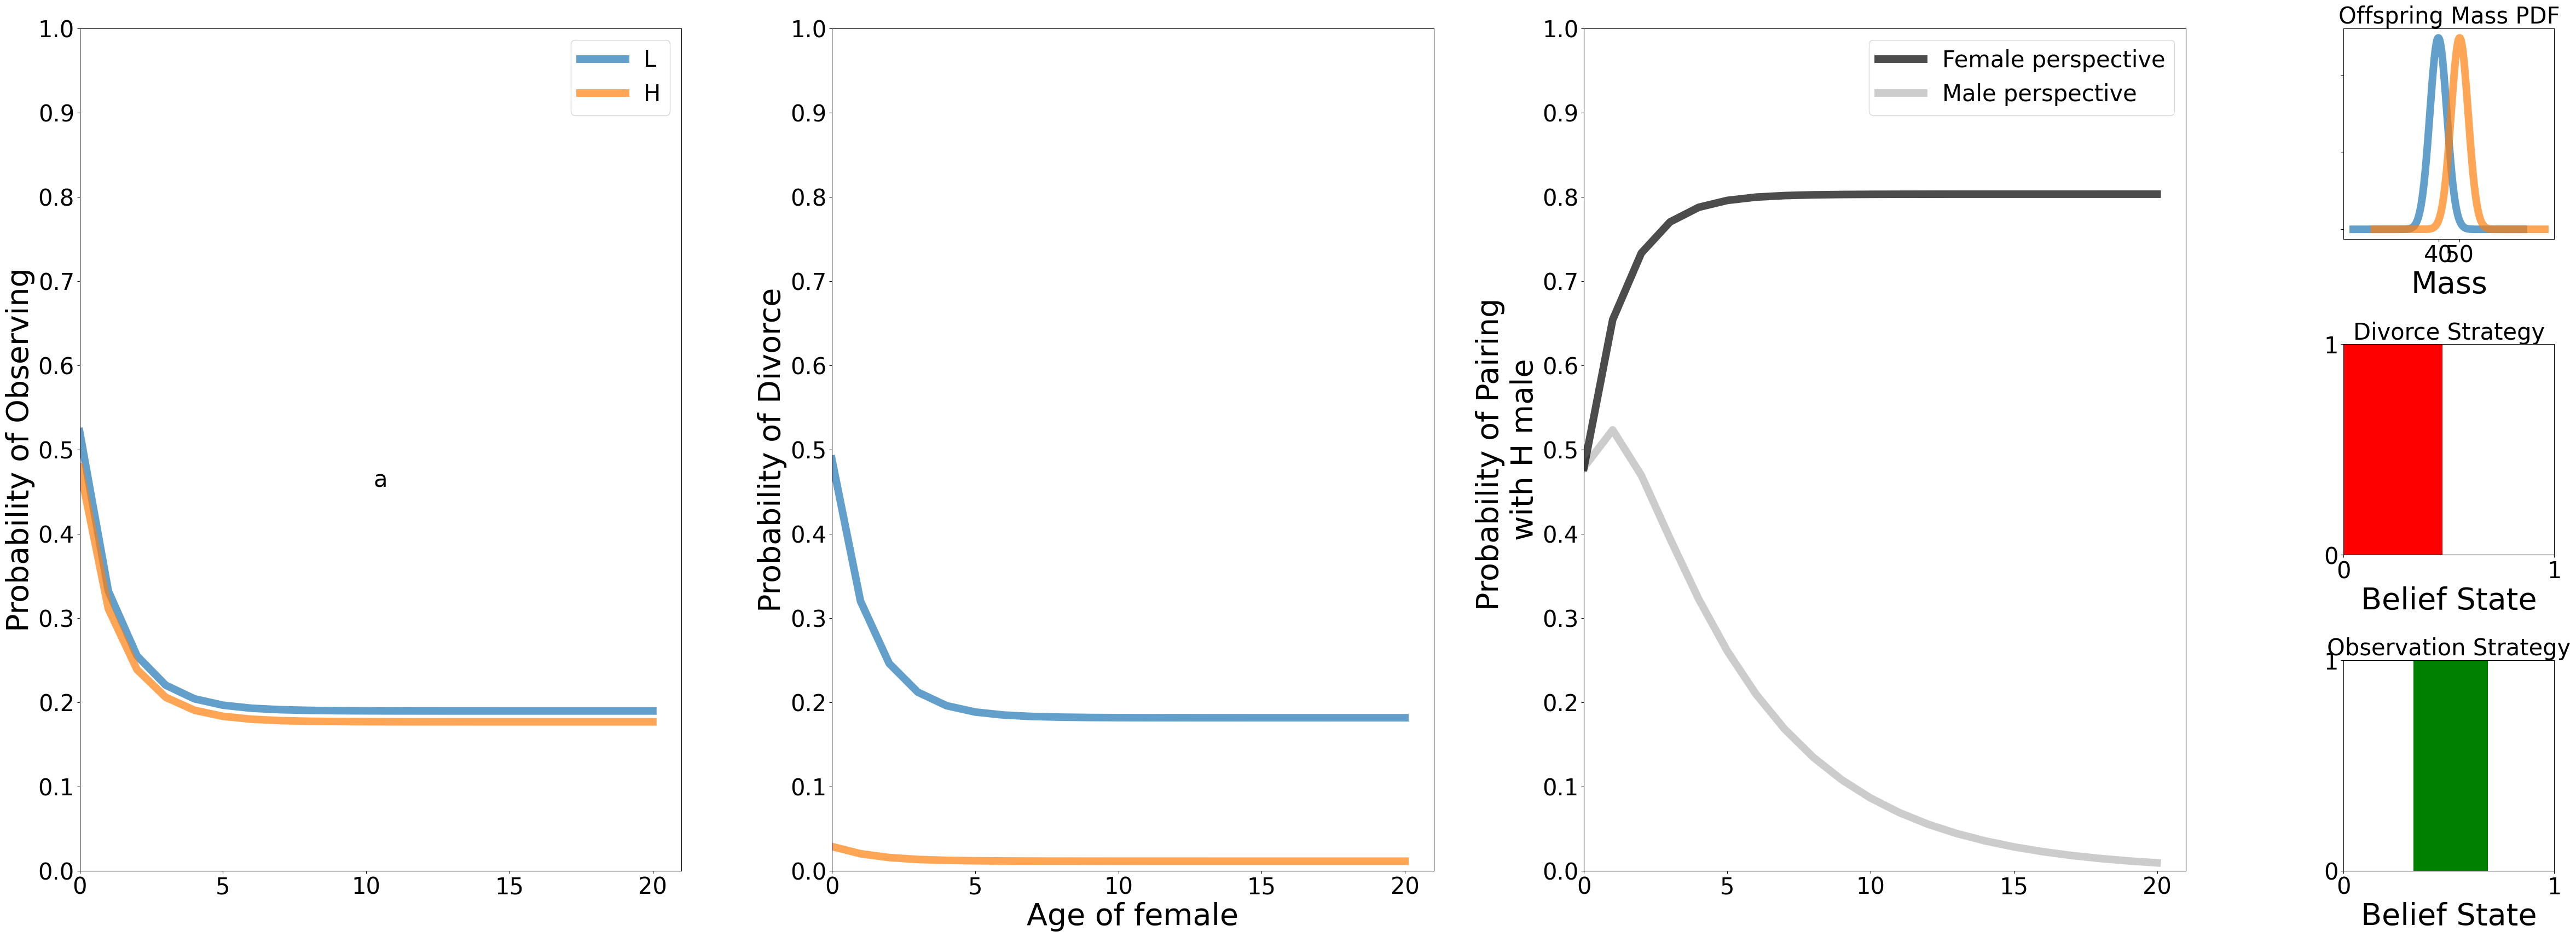 Probability of Observing
1.0
0.9
0.8
0.7
0.6
0.5
0.4
0.3
0.2
0.1
0.0
0 5 10 15 20
L
H
a
Probability of Divorce
1.0
0.9
0.8
0.7
0.6
0.5
0.4
0.3
0.2
0.1
0.0
0 5 10 15 20
Age of female
Probability of Pairing
with H male
1.0
0.9
0.8
0.7
0.6
0.5
0.4
0.3
0.2
0.1
0.0
0 5 10 15 20
Female perspective
Male perspective
Offspring Mass PDF
40 50
Mass
Divorce Strategy
1
0
0 1
Belief State
Observation Strategy
1
0
0 1
Belief State